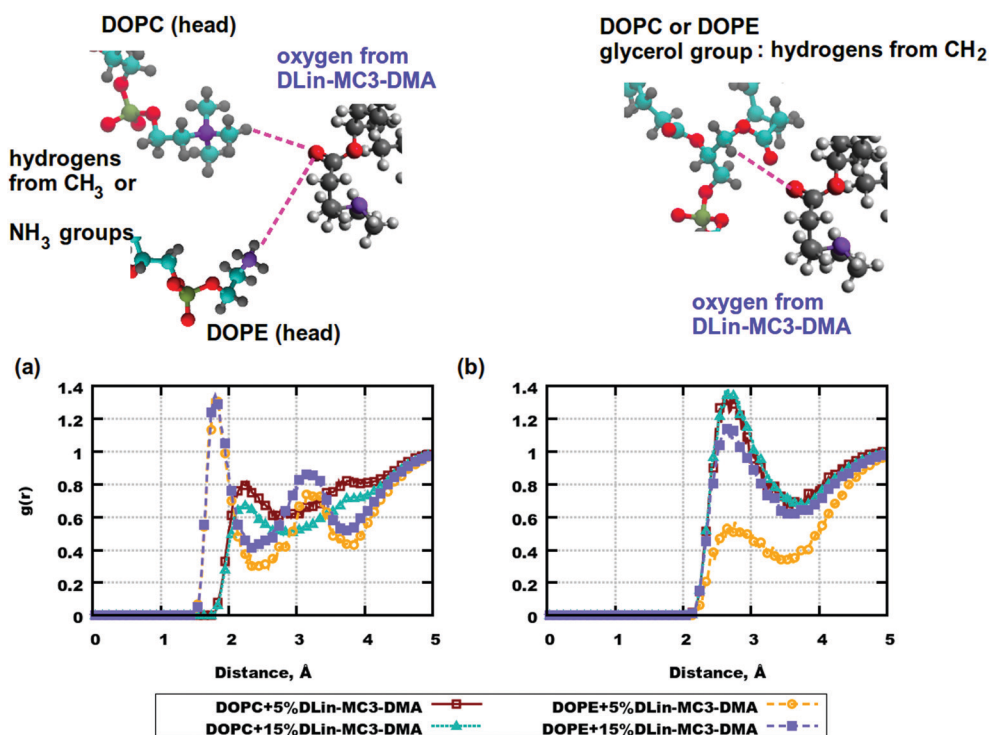 DOPC (head)
oxygen from
DLin-MC3-DMA
hydrogens
from CH3 or
NH3 groups
DOPE (head)
DOPC or DOPE
glycerol group : hydrogens from CH2
oxygen from
DLin-MC3-DMA
(a)
1.4
1.2
1
0.8
0.6
0.4
0.2
0
g(r)
0 1 2 3 4 5
Distance, Å
(b)
1.4
1.2
1
0.8
0.6
0.4
0.2
0
0 1 2 3 4 5
Distance, Å
DOPC+5%DLin-MC3-DMA
DOPC+15%DLin-MC3-DMA
DOPE+5%DLin-MC3-DMA
DOPE+15%DLin-MC3-DMA